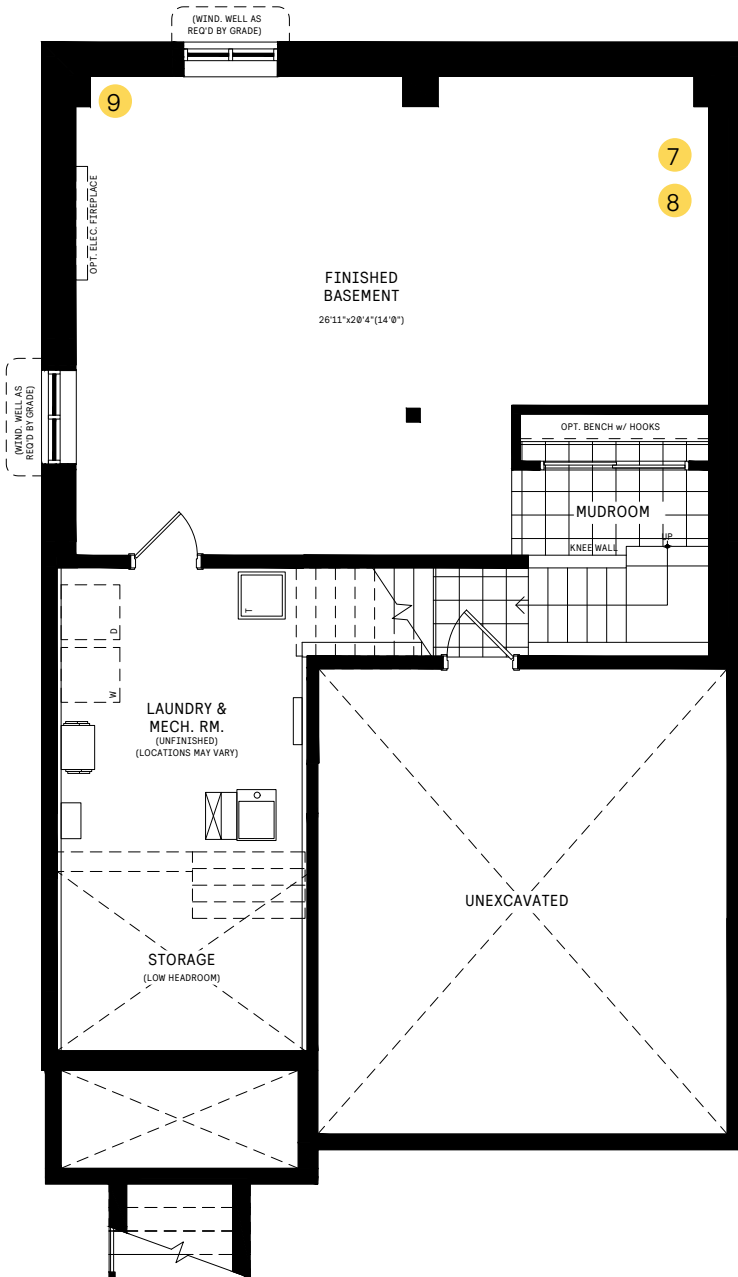 (WIND. WELL AS
REQ'D BY GRADE)
9
7
8
OPT. ELEC. FIREPLACE
FINISHED
BASEMENT
26'11"x20'4"(14'0")
(WIND. WELL AS
REQ'D BY GRADE)
OPT. BENCH w/ HOOKS
MUDROOM
UP
KNEE WALL
T
D
W
LAUNDRY &
MECH. RM.
(UNFINISHED)
(LOCATIONS MAY VARY)
UNEXCAVATED
STORAGE
(LOW HEADROOM)